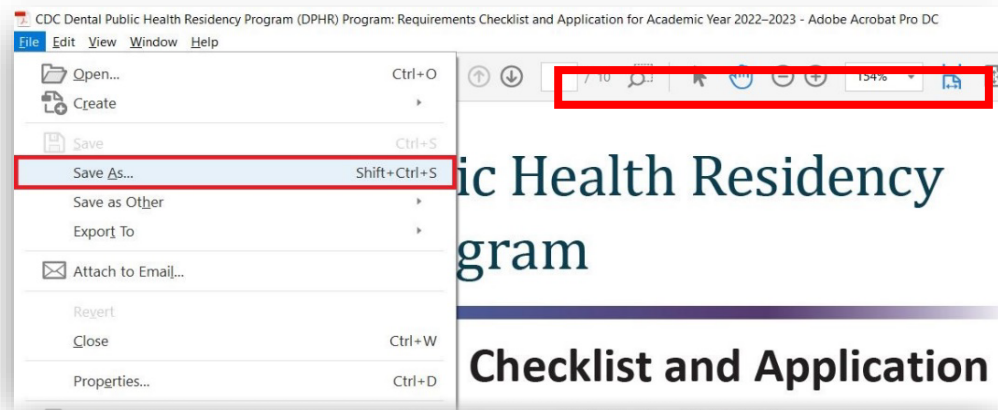 CDC Dental Public Health Residency Program (DPHR) Program: Requirements Checklist and Application for Academic Year 2022–2023 - Adobe Acrobat Pro DC
File Edit View Window Help
Open... Ctrl+O
/ 10 154%
Create
Save Ctrl+S
Save As... Shift+Ctrl+S
ic Health Residency
Save as Other
Export To
gram
Attach to Email...
Revert
Close Ctrl+W
Checklist and Application
Properties... Ctrl+D